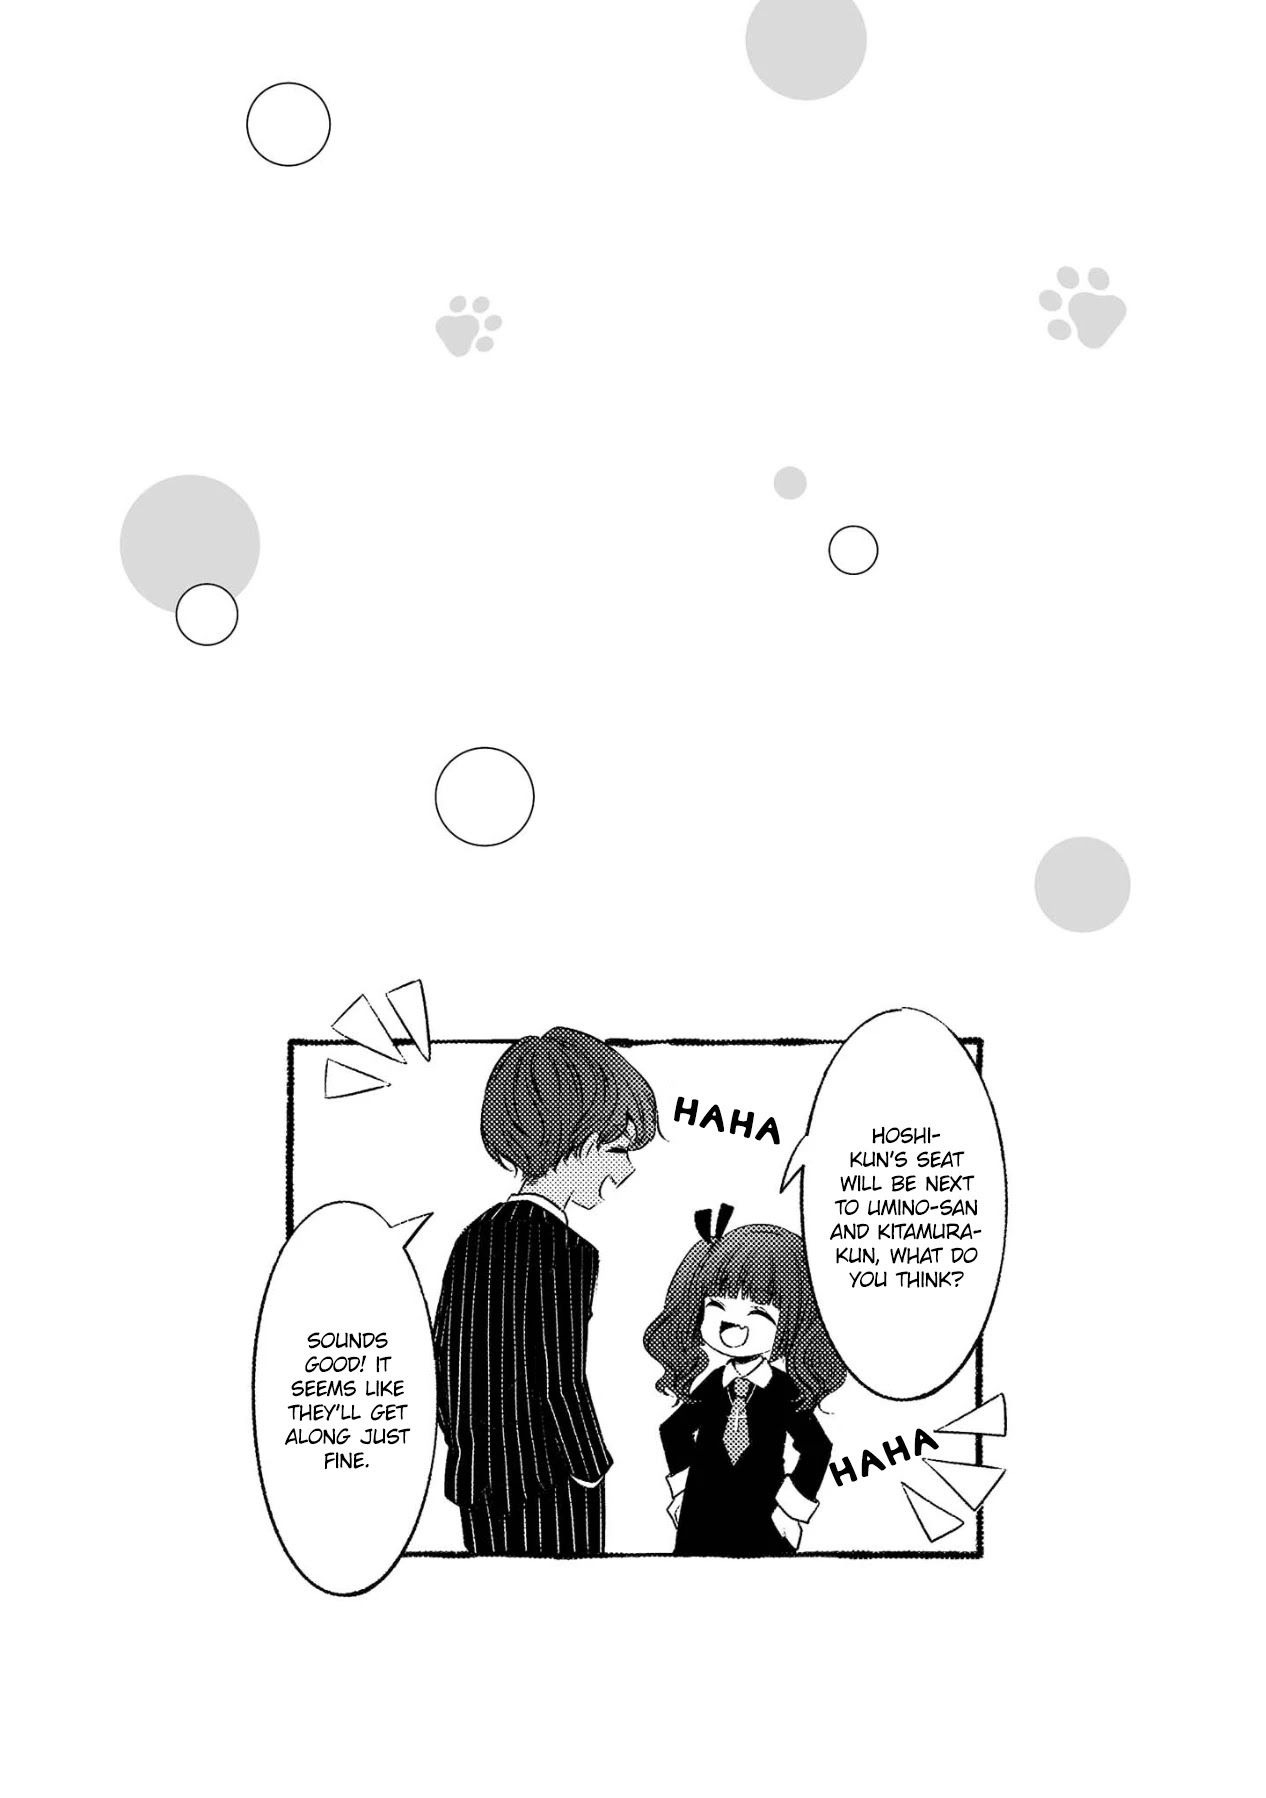 HOSHI-
KUN'S SEAT
WILL BE NEXT
TO UMINO-SAN
AND KITAMURA-
KUN, WHAT DO
YOU THINK?
HAHA
SOUNDS
GOOD! IT
SEEMS LIKE
THEY'LL GET
ALONG JUST
FINE.
HAHA